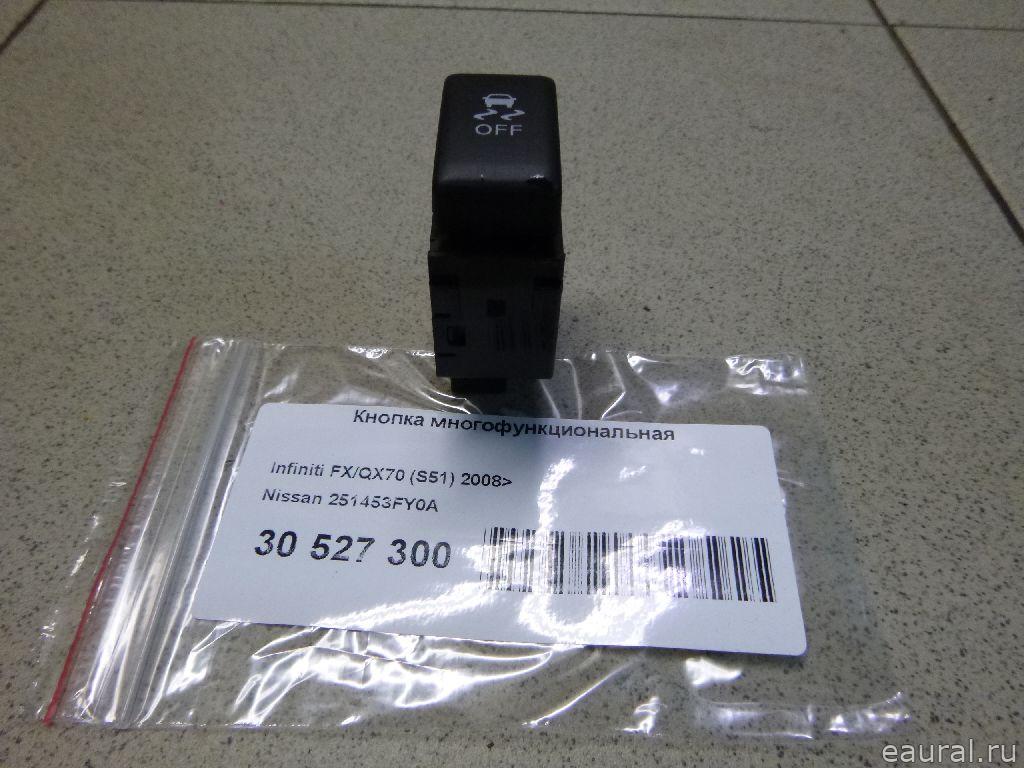 OFF
Кнопка многофункциональная
Infiniti FX/QX70 (S51) 2008>
Nissan 251453FY0A
30 527 300
eaural.ru